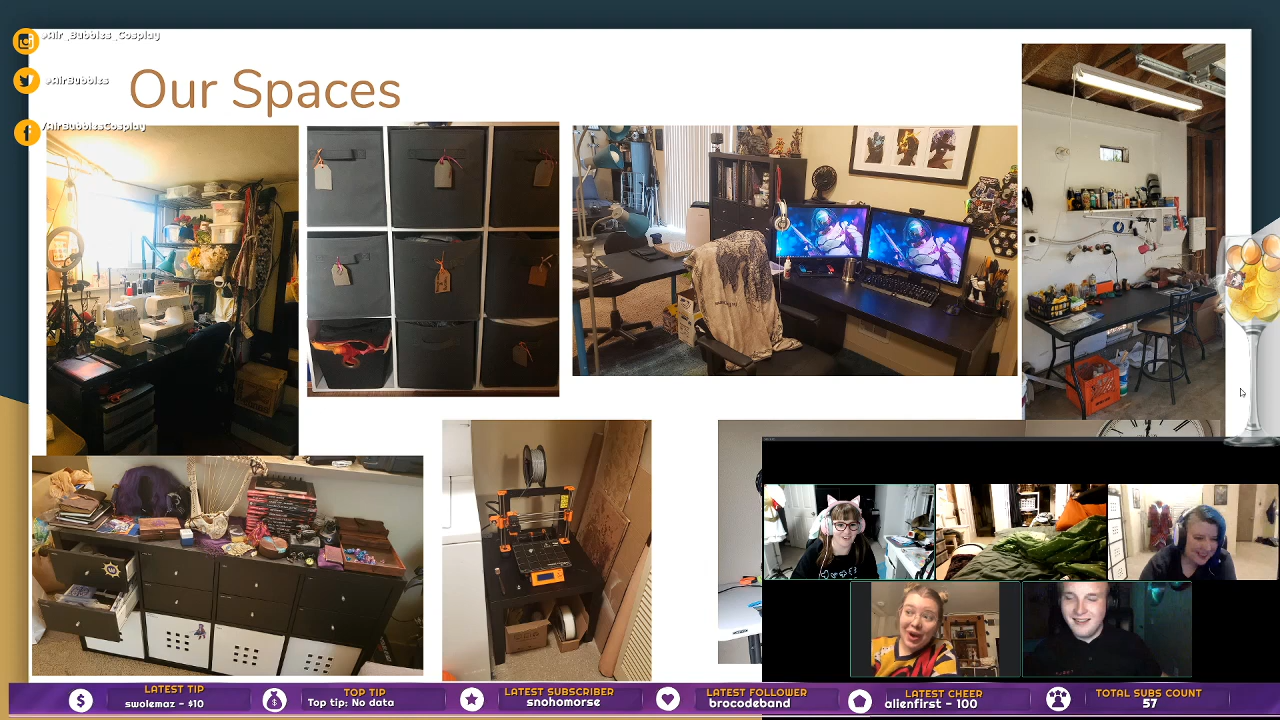 @Air_Bubbles_Cosplay
@AirBubbles
/AirBubblesCosplay
Our Spaces
LATEST TIP
swolemaz - $10
TOP TIP
Top tip: No data
LATEST SUBSCRIBER
snohomorse
LATEST FOLLOWER
brocodeband
LATEST CHEER
alienfirst - 100
TOTAL SUBS COUNT
57